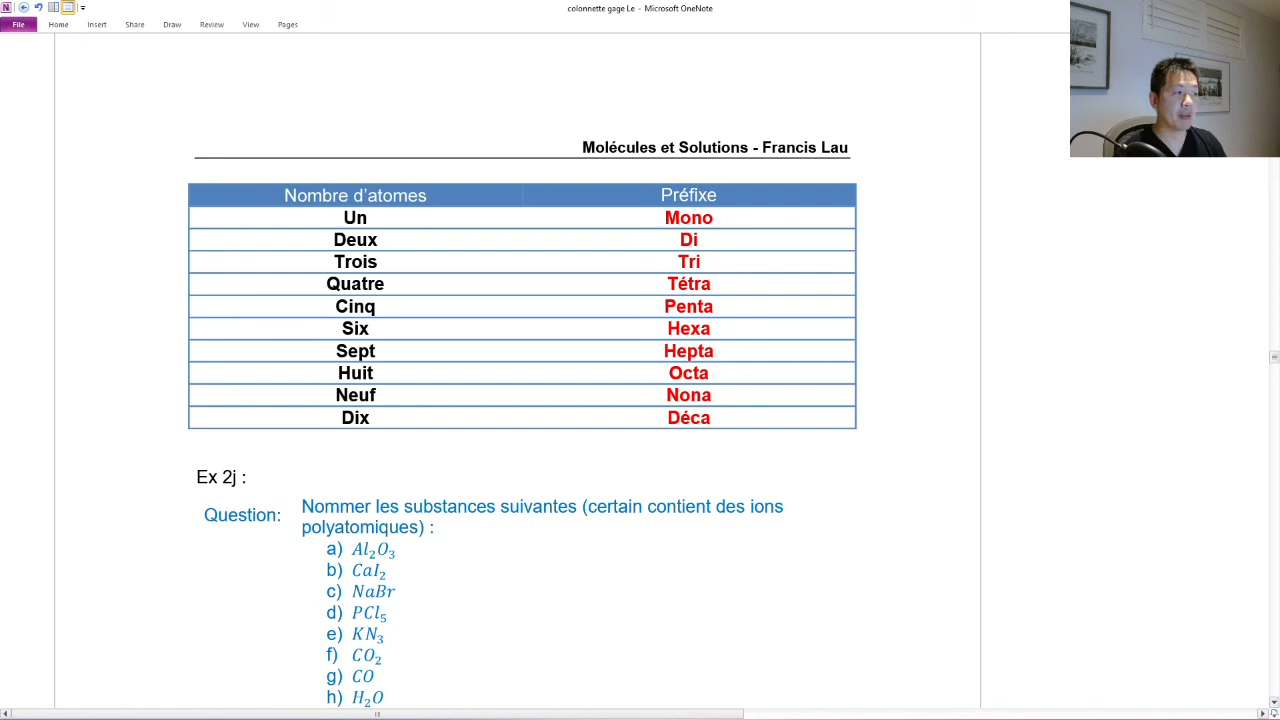 colonnette gage Le - Microsoft OneNote
File Home Insert Share Draw Review View Pages
Molécules et Solutions - Francis Lau
Nombre d'atomes Préfixe
Un Mono
Deux Di
Trois Tri
Quatre Tétra
Cinq Penta
Six Hexa
Sept Hepta
Huit Octa
Neuf Nona
Dix Déca
Ex 2j :
Question: Nommer les substances suivantes (certain contient des ions
polyatomiques) :
a) Al₂O₃
b) CaI₂
c) NaBr
d) PCl₅
e) KN₃
f) CO₂
g) CO
h) H₂O